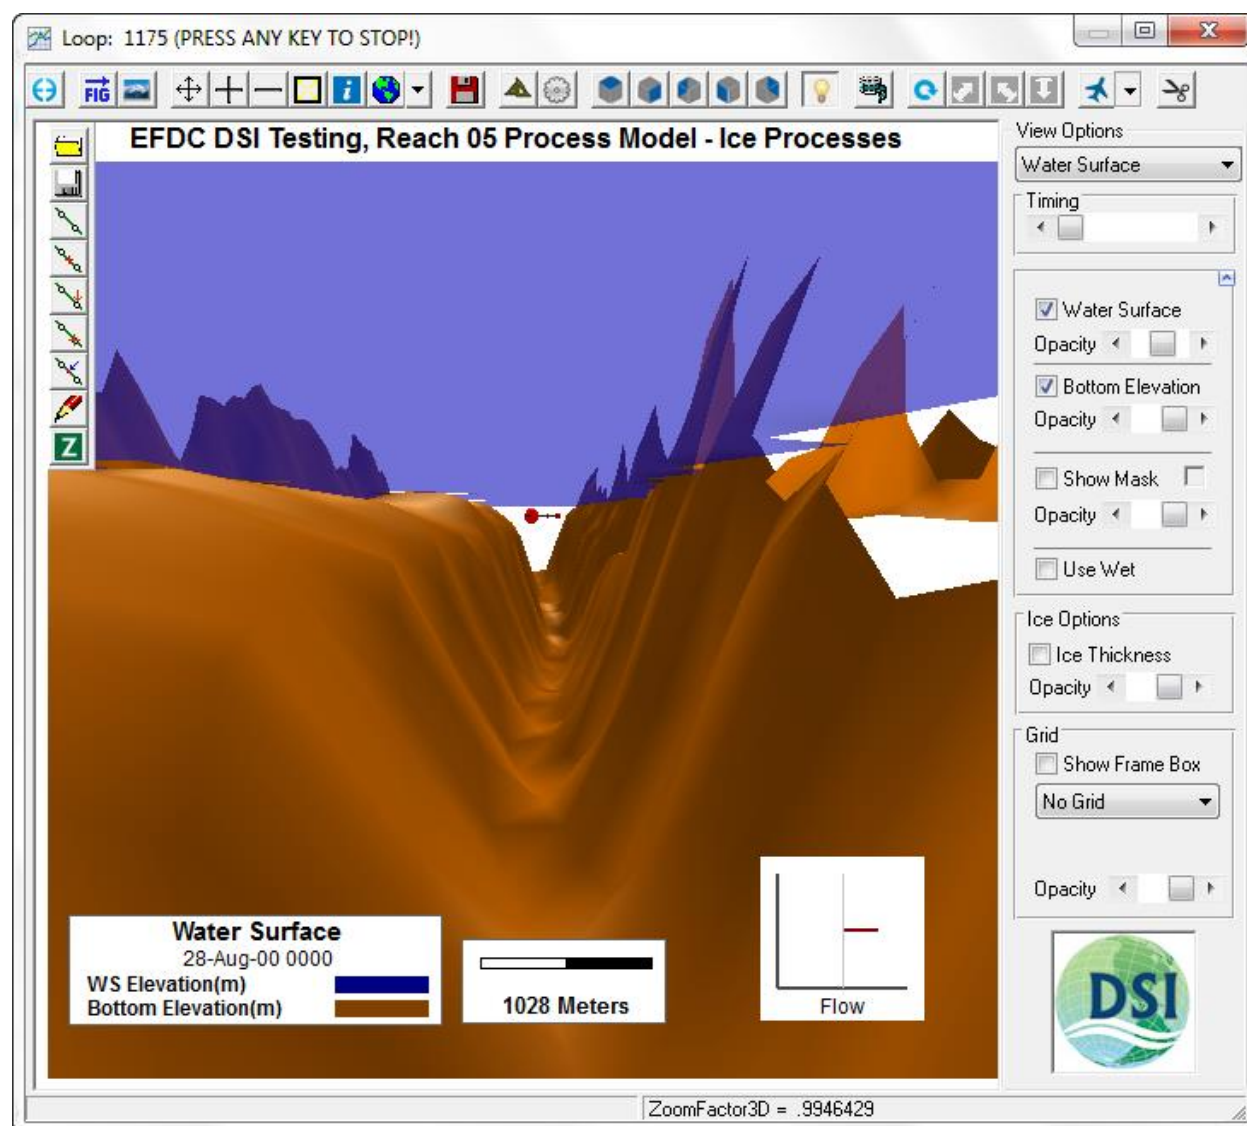 Loop: 1175 (PRESS ANY KEY TO STOP!)
FIG
i
EFDC DSI Testing, Reach 05 Process Model - Ice Processes
Z
View Options
Water Surface
Timing
Water Surface
Opacity
Bottom Elevation
Opacity
Show Mask
Opacity
Use Wet
Ice Options
Ice Thickness
Opacity
Grid
Show Frame Box
No Grid
Opacity
Water Surface
28-Aug-00 0000
WS Elevation(m)
Bottom Elevation(m)
1028 Meters
Flow
DSI
ZoomFactor3D = .9946429